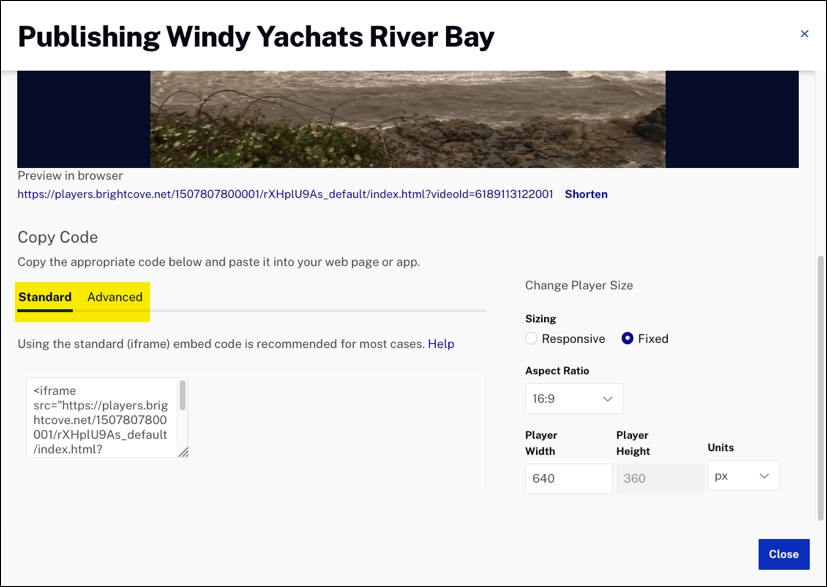 Publishing Windy Yachats River Bay
×
Preview in browser
https://players.brightcove.net/1507807800001/rXHplU9As_default/index.html?videoId=6189113122001 Shorten
Copy Code
Copy the appropriate code below and paste it into your web page or app.
Standard Advanced
Using the standard (iframe) embed code is recommended for most cases. Help
<iframe
src="https://players.brig
htcove.net/1507807800
001/rXHplU9As_default
/index.html?
Change Player Size
Sizing
Responsive Fixed
Aspect Ratio
16:9
Player
Width
Player
Height
Units
640
360
px
Close